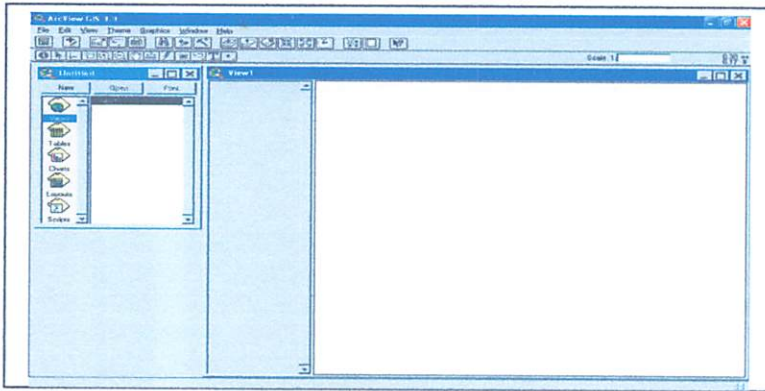 ArcView GIS 3.3
File Edit View Theme Graphics Window Help
Scale 1:
Untitled
View1
New Open Print
Views
Tables
Charts
Layouts
Scripts